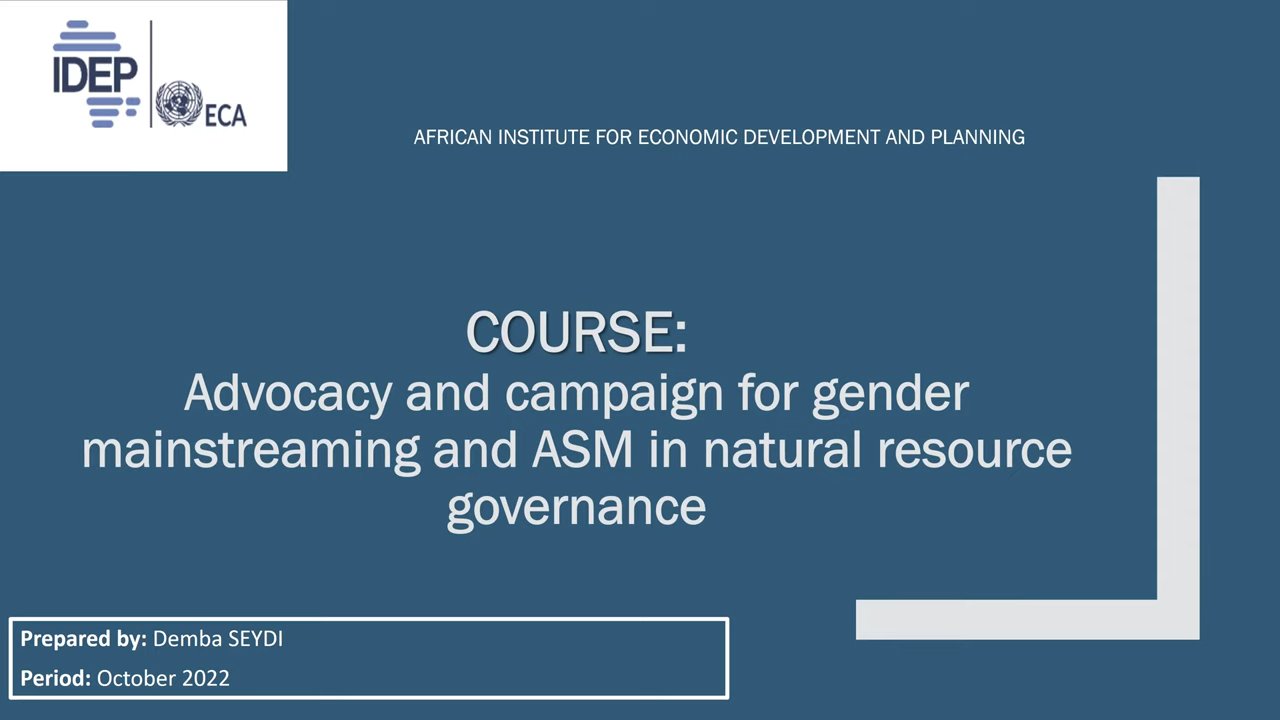 IDEP
ECA
AFRICAN INSTITUTE FOR ECONOMIC DEVELOPMENT AND PLANNING
COURSE:
Advocacy and campaign for gender
mainstreaming and ASM in natural resource
governance
Prepared by: Demba SEYDI
Period: October 2022